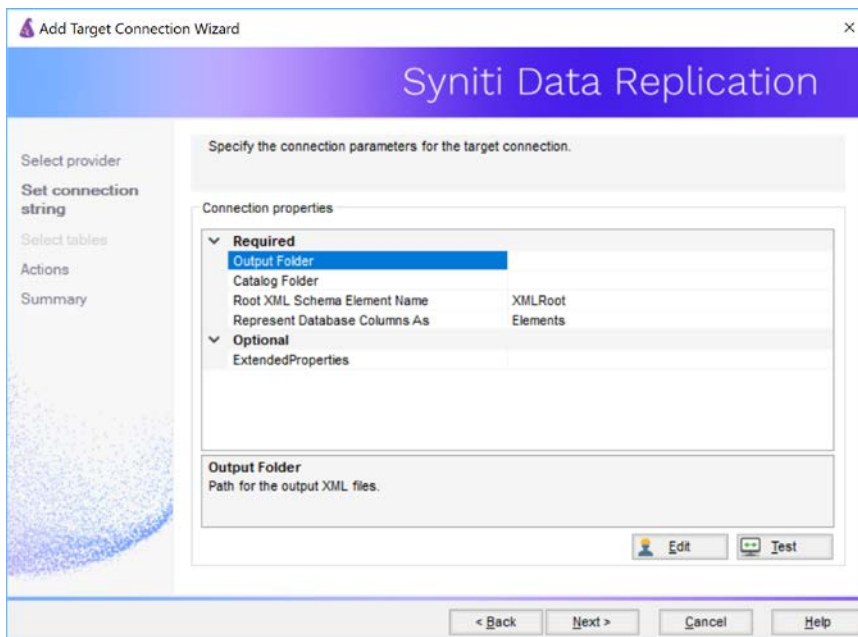 Add Target Connection Wizard
Syniti Data Replication
Select provider
Set connection
string
Select tables
Actions
Summary
Specify the connection parameters for the target connection.
Connection properties
Required
Output Folder
Catalog Folder
Root XML Schema Element Name XMLRoot
Represent Database Columns As Elements
Optional
ExtendedProperties
Output Folder
Path for the output XML files.
Edit Test
< Back Next > Cancel Help